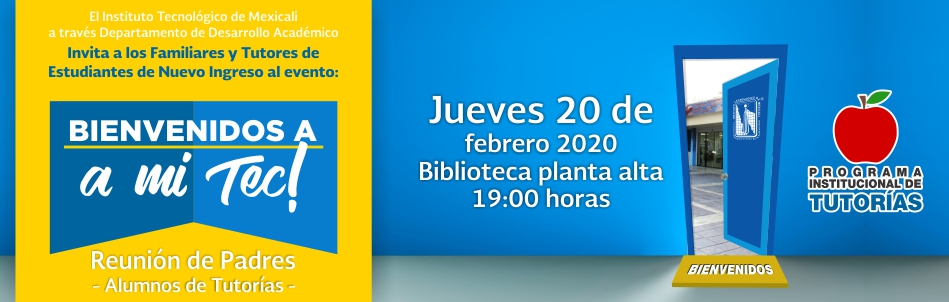 El Instituto Tecnológico de Mexicali
a través Departamento de Desarrollo Académico
Invita a los Familiares y Tutores de
Estudiantes de Nuevo Ingreso al evento:
BIENVENIDOS A
a mi Tec!
Reunión de Padres
- Alumnos de Tutorías -
Jueves 20 de
febrero 2020
Biblioteca planta alta
19:00 horas
BIENVENIDOS
PROGRAMA
INSTITUCIONAL DE
TUTORÍAS